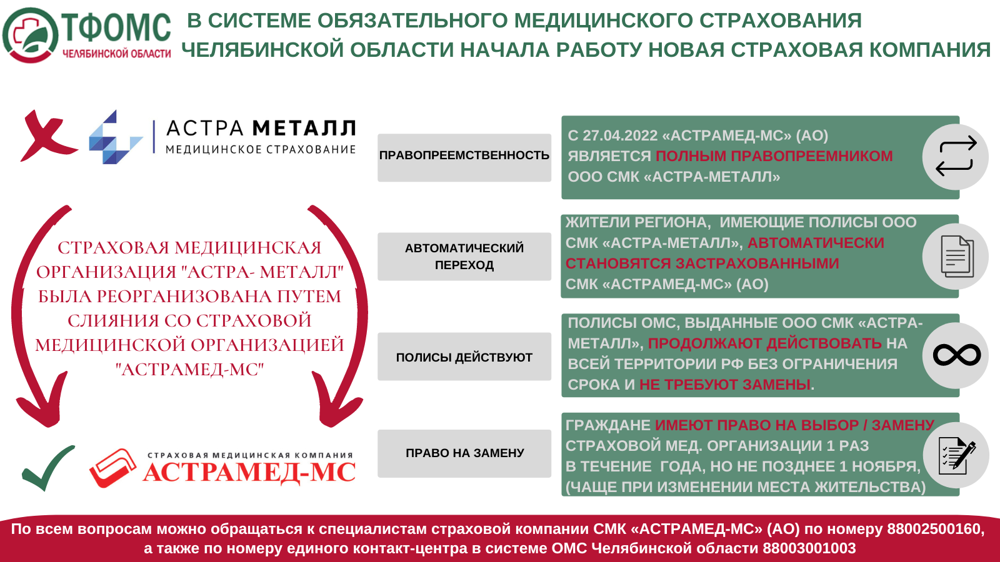 ТФОМС
ЧЕЛЯБИНСКОЙ ОБЛАСТИ
В СИСТЕМЕ ОБЯЗАТЕЛЬНОГО МЕДИЦИНСКОГО СТРАХОВАНИЯ
ЧЕЛЯБИНСКОЙ ОБЛАСТИ НАЧАЛА РАБОТУ НОВАЯ СТРАХОВАЯ КОМПАНИЯ
АСТРА МЕТАЛЛ
МЕДИЦИНСКОЕ СТРАХОВАНИЕ
СТРАХОВАЯ МЕДИЦИНСКАЯ
ОРГАНИЗАЦИЯ "АСТРА- МЕТАЛЛ"
БЫЛА РЕОРГАНИЗОВАНА ПУТЕМ
СЛИЯНИЯ СО СТРАХОВОЙ
МЕДИЦИНСКОЙ ОРГАНИЗАЦИЕЙ
"АСТРАМЕД-МС"
СТРАХОВАЯ МЕДИЦИНСКАЯ КОМПАНИЯ
АСТРАМЕД-МС
ПРАВОПРЕЕМСТВЕННОСТЬ
С 27.04.2022 «АСТРАМЕД-МС» (АО)
ЯВЛЯЕТСЯ ПОЛНЫМ ПРАВОПРЕЕМНИКОМ
ООО СМК «АСТРА-МЕТАЛЛ»
АВТОМАТИЧЕСКИЙ
ПЕРЕХОД
ЖИТЕЛИ РЕГИОНА,  ИМЕЮЩИЕ ПОЛИСЫ ООО
СМК «АСТРА-МЕТАЛЛ», АВТОМАТИЧЕСКИ
СТАНОВЯТСЯ ЗАСТРАХОВАННЫМИ
СМК «АСТРАМЕД-МС» (АО)
ПОЛИСЫ ДЕЙСТВУЮТ
ПОЛИСЫ ОМС, ВЫДАННЫЕ ООО СМК «АСТРА-
МЕТАЛЛ», ПРОДОЛЖАЮТ ДЕЙСТВОВАТЬ НА
ВСЕЙ ТЕРРИТОРИИ РФ БЕЗ ОГРАНИЧЕНИЯ
СРОКА И НЕ ТРЕБУЮТ ЗАМЕНЫ.
ПРАВО НА ЗАМЕНУ
ГРАЖДАНЕ ИМЕЮТ ПРАВО НА ВЫБОР / ЗАМЕНУ
СТРАХОВОЙ МЕД. ОРГАНИЗАЦИИ 1 РАЗ
В ТЕЧЕНИЕ  ГОДА, НО НЕ ПОЗДНЕЕ 1 НОЯБРЯ,
(ЧАЩЕ ПРИ ИЗМЕНЕНИИ МЕСТА ЖИТЕЛЬСТВА)
По всем вопросам можно обращаться к специалистам страховой компании СМК «АСТРАМЕД-МС» (АО) по номеру 88002500160,
а также по номеру единого контакт-центра в системе ОМС Челябинской области 88003001003